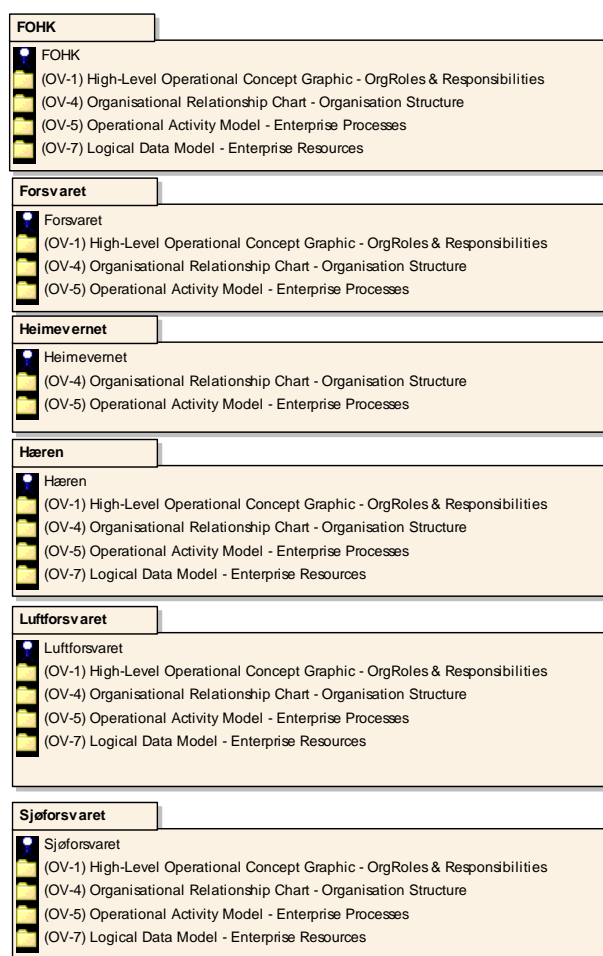 FOHK
FOHK
(OV-1) High-Level Operational Concept Graphic - OrgRoles & Responsibilities
(OV-4) Organisational Relationship Chart - Organisation Structure
(OV-5) Operational Activity Model - Enterprise Processes
(OV-7) Logical Data Model - Enterprise Resources
Forsvaret
Forsvaret
(OV-1) High-Level Operational Concept Graphic - OrgRoles & Responsibilities
(OV-4) Organisational Relationship Chart - Organisation Structure
(OV-5) Operational Activity Model - Enterprise Processes
Heimevernet
Heimevernet
(OV-4) Organisational Relationship Chart - Organisation Structure
(OV-5) Operational Activity Model - Enterprise Processes
Hæren
Hæren
(OV-1) High-Level Operational Concept Graphic - OrgRoles & Responsibilities
(OV-4) Organisational Relationship Chart - Organisation Structure
(OV-5) Operational Activity Model - Enterprise Processes
(OV-7) Logical Data Model - Enterprise Resources
Luftforsvaret
Luftforsvaret
(OV-1) High-Level Operational Concept Graphic - OrgRoles & Responsibilities
(OV-4) Organisational Relationship Chart - Organisation Structure
(OV-5) Operational Activity Model - Enterprise Processes
(OV-7) Logical Data Model - Enterprise Resources
Sjøforsvaret
Sjøforsvaret
(OV-1) High-Level Operational Concept Graphic - OrgRoles & Responsibilities
(OV-4) Organisational Relationship Chart - Organisation Structure
(OV-5) Operational Activity Model - Enterprise Processes
(OV-7) Logical Data Model - Enterprise Resources